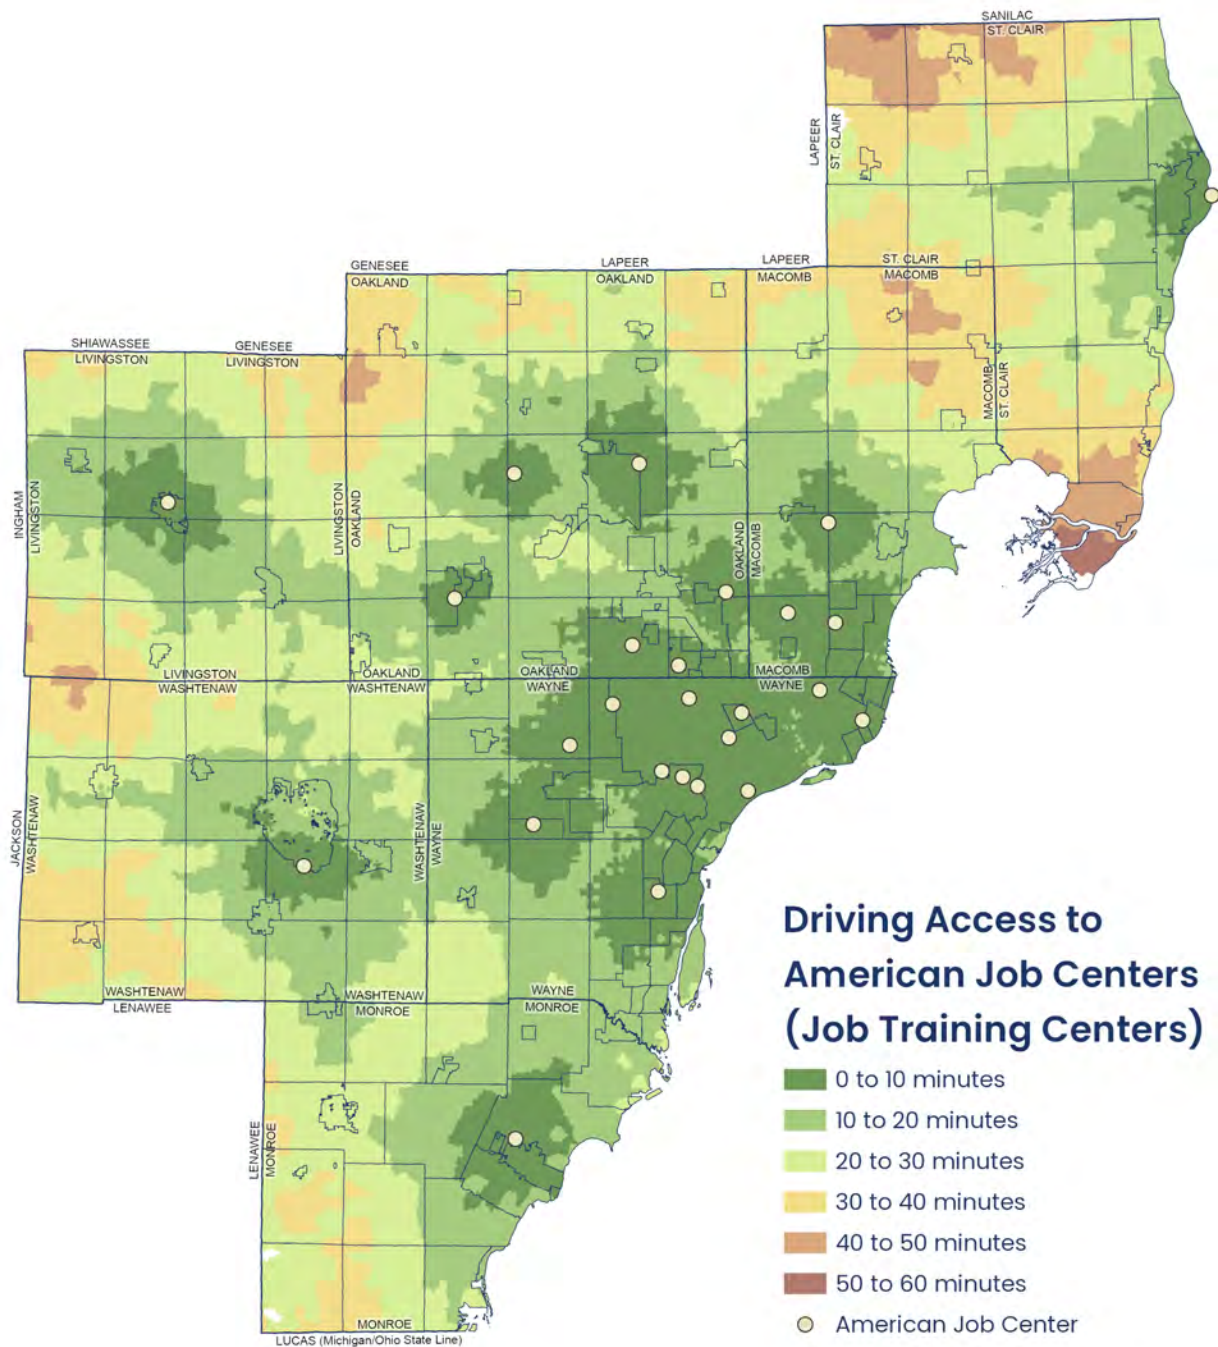 SANILAC
ST. CLAIR
LAPEER
ST. CLAIR
GENESEE
OAKLAND
LAPEER
OAKLAND
LAPEER
MACOMB
ST. CLAIR
MACOMB
SHIAWASSEE
LIVINGSTON
GENESEE
LIVINGSTON
MACOMB
ST. CLAIR
INGHAM
LIVINGSTON
LIVINGSTON
OAKLAND
OAKLAND
MACOMB
LIVINGSTON
WASHTENAW
OAKLAND
WASHTENAW
OAKLAND
WAYNE
MACOMB
WAYNE
JACKSON
WASHTENAW
WASHTENAW
WAYNE
WASHTENAW
LENAWEE
WASHTENAW
MONROE
WAYNE
MONROE
LENAWEE
MONROE
MONROE
LUCAS (Michigan/Ohio State Line)
Driving Access to
American Job Centers
(Job Training Centers)
0 to 10 minutes
10 to 20 minutes
20 to 30 minutes
30 to 40 minutes
40 to 50 minutes
50 to 60 minutes
American Job Center